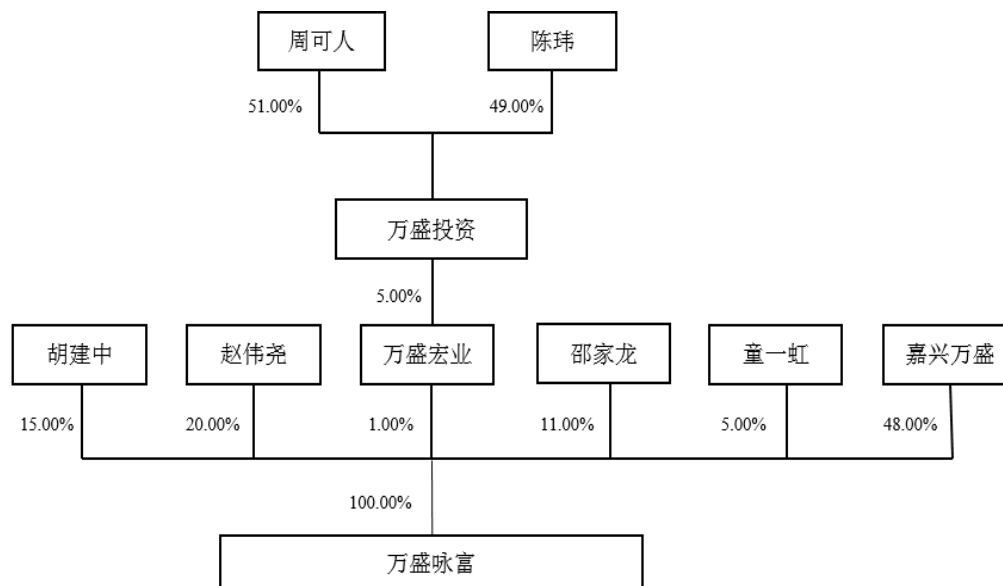 周可人
陈玮
51.00%
49.00%
万盛投资
5.00%
胡建中
赵伟尧
万盛宏业
邵家龙
童一虹
嘉兴万盛
15.00%
20.00%
1.00%
11.00%
5.00%
48.00%
100.00%
万盛咏富